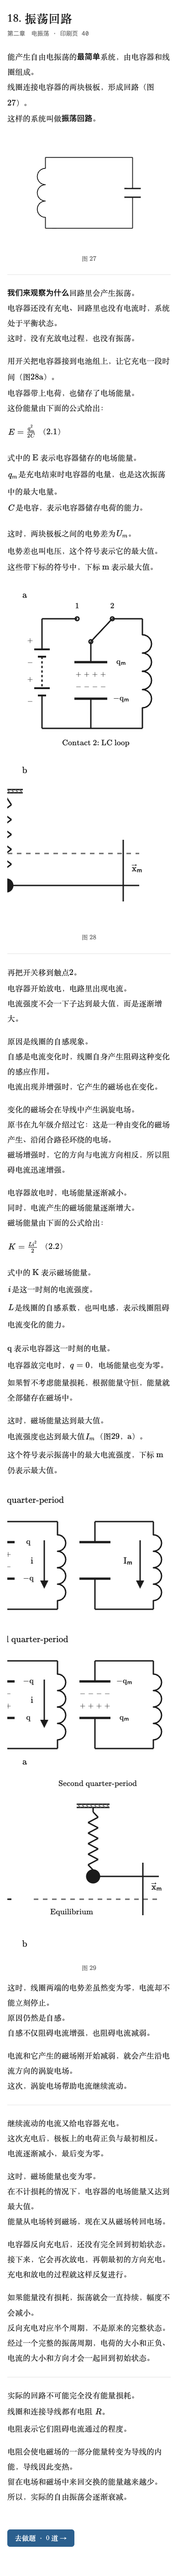 18. 振荡回路
第二章 电振荡 · 印刷页 40
能产生自由电振荡的最简单系统，由电容器和线
圈组成。
线圈连接电容器的两块极板，形成回路（图
27）。
这样的系统叫做振荡回路。
图 27
我们来观察为什么回路里会产生振荡。
电容器还没有充电、回路里也没有电流时，系统
处于平衡状态。
这时，没有充放电过程，也没有振荡。
用开关把电容器接到电池组上，让它充电一段时
间（图28a）。
电容器带上电荷，也储存了电场能量。
这份能量由下面的公式给出：
E = q²ₘ/2C （2.1）
式中的 E 表示电容器储存的电场能量。
qₘ 是充电结束时电容器的电量，也是这次振荡
中的最大电量。
C 是电容，表示电容器储存电荷的能力。
这时，两块极板之间的电势差为Uₘ。
电势差也叫电压，这个符号表示它的最大值。
这些带下标的符号中，下标 m 表示最大值。
a
1 2
+
−
+
−
qₘ
+ + + +
− − − −
−qₘ
Contact 2: LC loop
b
x⃗ₘ
图 28
再把开关移到触点2。
电容器开始放电，电路里出现电流。
电流强度不会一下子达到最大值，而是逐渐增
大。
原因是线圈的自感现象。
自感是电流变化时，线圈自身产生阻碍这种变化
的感应作用。
电流出现并增强时，它产生的磁场也在变化。
变化的磁场会在导线中产生涡旋电场。
原书在九年级介绍过它：这是一种由变化的磁场
产生、沿闭合路径环绕的电场。
磁场增强时，它的方向与电流方向相反，所以阻
碍电流迅速增强。
电容器放电时，电场能量逐渐减小。
同时，电流产生的磁场能量逐渐增大。
磁场能量由下面的公式给出：
K = Li²/2 （2.2）
式中的 K 表示磁场能量。
i 是这一时刻的电流强度。
L 是线圈的自感系数，也叫电感，表示线圈阻碍
电流变化的能力。
q 表示电容器这一时刻的电量。
电容器放完电时，q = 0，电场能量也变为零。
如果暂不考虑能量损耗，根据能量守恒，能量就
全部储存在磁场中。
这时，磁场能量达到最大值。
电流强度也达到最大值Iₘ（图29，a）。
这个符号表示振荡中的最大电流强度，下标 m
仍表示最大值。
quarter-period
q
+
i
−q
Iₘ
l quarter-period
−q
i
q
−qₘ
− − − −
+ + + +
qₘ
a
Second quarter-period
x⃗ₘ
Equilibrium
b
图 29
这时，线圈两端的电势差虽然变为零，电流却不
能立刻停止。
原因仍然是自感。
自感不仅阻碍电流增强，也阻碍电流减弱。
电流和它产生的磁场刚开始减弱，就会产生沿电
流方向的涡旋电场。
这次，涡旋电场帮助电流继续流动。
继续流动的电流又给电容器充电。
这次充电后，极板上的电荷正负与最初相反。
电流逐渐减小，最后变为零。
这时，磁场能量也变为零。
在不计损耗的情况下，电容器的电场能量又达到
最大值。
能量从电场转到磁场，现在又从磁场转回电场。
电容器反向充电后，还没有完全回到初始状态。
接下来，它会再次放电，再朝最初的方向充电。
充电和放电的过程就这样反复进行。
如果能量没有损耗，振荡就会一直持续，幅度不
会减小。
反向充电对应半个周期，不是原来的完整状态。
经过一个完整的振荡周期，电荷的大小和正负、
电流的大小和方向才会一起回到初始状态。
实际的回路不可能完全没有能量损耗。
线圈和连接导线都有电阻 R。
电阻表示它们阻碍电流通过的程度。
电阻会使电磁场的一部分能量转变为导线的内
能，导线因此变热。
留在电场和磁场中来回交换的能量越来越少。
所以，实际的自由振荡会逐渐衰减。
去做题 · 0 道 →